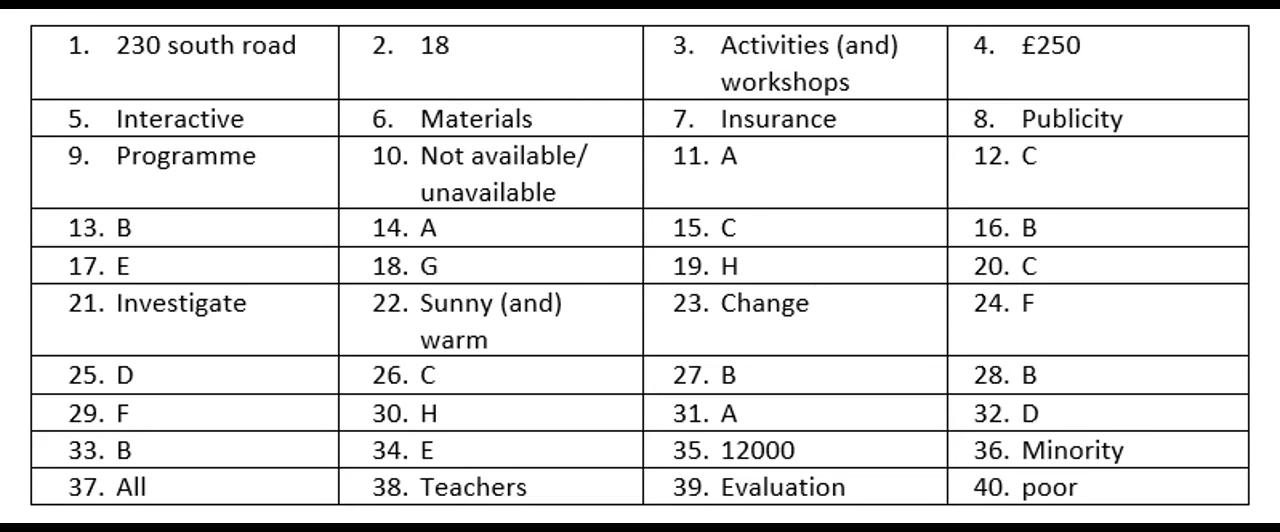 1. 230 south road 2. 18 3. Activities (and) 4. £250
workshops
5. Interactive 6. Materials 7. Insurance 8. Publicity
9. Programme 10. Not available/ 11. A 12. C
unavailable
13. B 14. A 15. C 16. B
17. E 18. G 19. H 20. C
21. Investigate 22. Sunny (and) 23. Change 24. F
warm
25. D 26. C 27. B 28. B
29. F 30. H 31. A 32. D
33. B 34. E 35. 12000 36. Minority
37. All 38. Teachers 39. Evaluation 40. poor